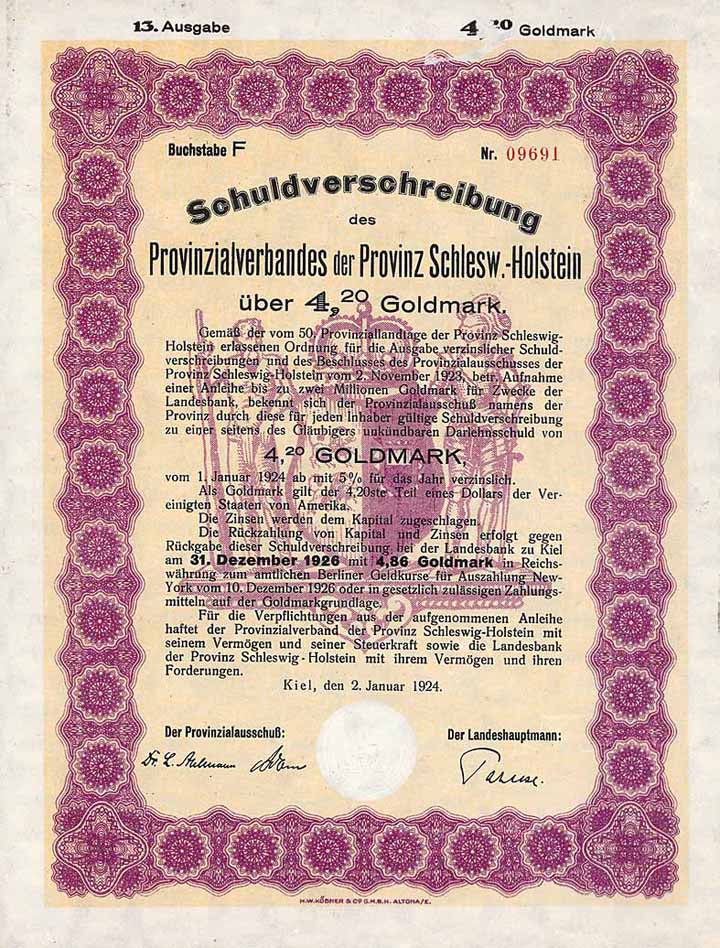 13. Ausgabe
4,20 Goldmark
Buchstabe F
Nr. 09691
Schuldverschreibung
des
Provinzialverbandes der Provinz Schlesw.-Holstein
über 4,20 Goldmark.
Gemäß der vom 50. Provinziallandtage der Provinz Schleswig-
Holstein erlassenen Ordnung für die Ausgabe verzinslicher Schuld-
verschreibungen und des Beschlusses des Provinzialausschusses der
Provinz Schleswig-Holstein vom 2. November 1923, betr. Aufnahme
einer Anleihe bis zu zwei Millionen Goldmark für Zwecke der
Landesbank, bekennt sich der Provinzialausschuß namens der
Provinz durch diese für jeden Inhaber gültige Schuldverschreibung
zu einer seitens des Gläubigers unkündbaren Darlehnsschuld von
4,20 GOLDMARK,
vom 1. Januar 1924 ab mit 5% für das Jahr verzinslich.
Als Goldmark gilt der 4,20ste Teil eines Dollars der Ver-
einigten Staaten von Amerika.
Die Zinsen werden dem Kapital zugeschlagen.
Die Rückzahlung von Kapital und Zinsen erfolgt gegen
Rückgabe dieser Schuldverschreibung bei der Landesbank zu Kiel
am 31. Dezember 1926 mit 4,86 Goldmark in Reichs-
währung zum amtlichen Berliner Geldkurse für Auszahlung New-
York vom 10. Dezember 1926 oder in gesetzlich zulässigen Zahlungs-
mitteln auf der Goldmarkgrundlage.
Für die Verpflichtungen aus der aufgenommenen Anleihe
haftet der Provinzialverband der Provinz Schleswig-Holstein mit
seinem Vermögen und seiner Steuerkraft sowie die Landesbank
der Provinz Schleswig-Holstein mit ihrem Vermögen und ihren
Forderungen.
Kiel, den 2. Januar 1924.
Der Provinzialausschuß:
Der Landeshauptmann:
H.W. KÖBNER & CO G.M.B.H. ALTONA/E.